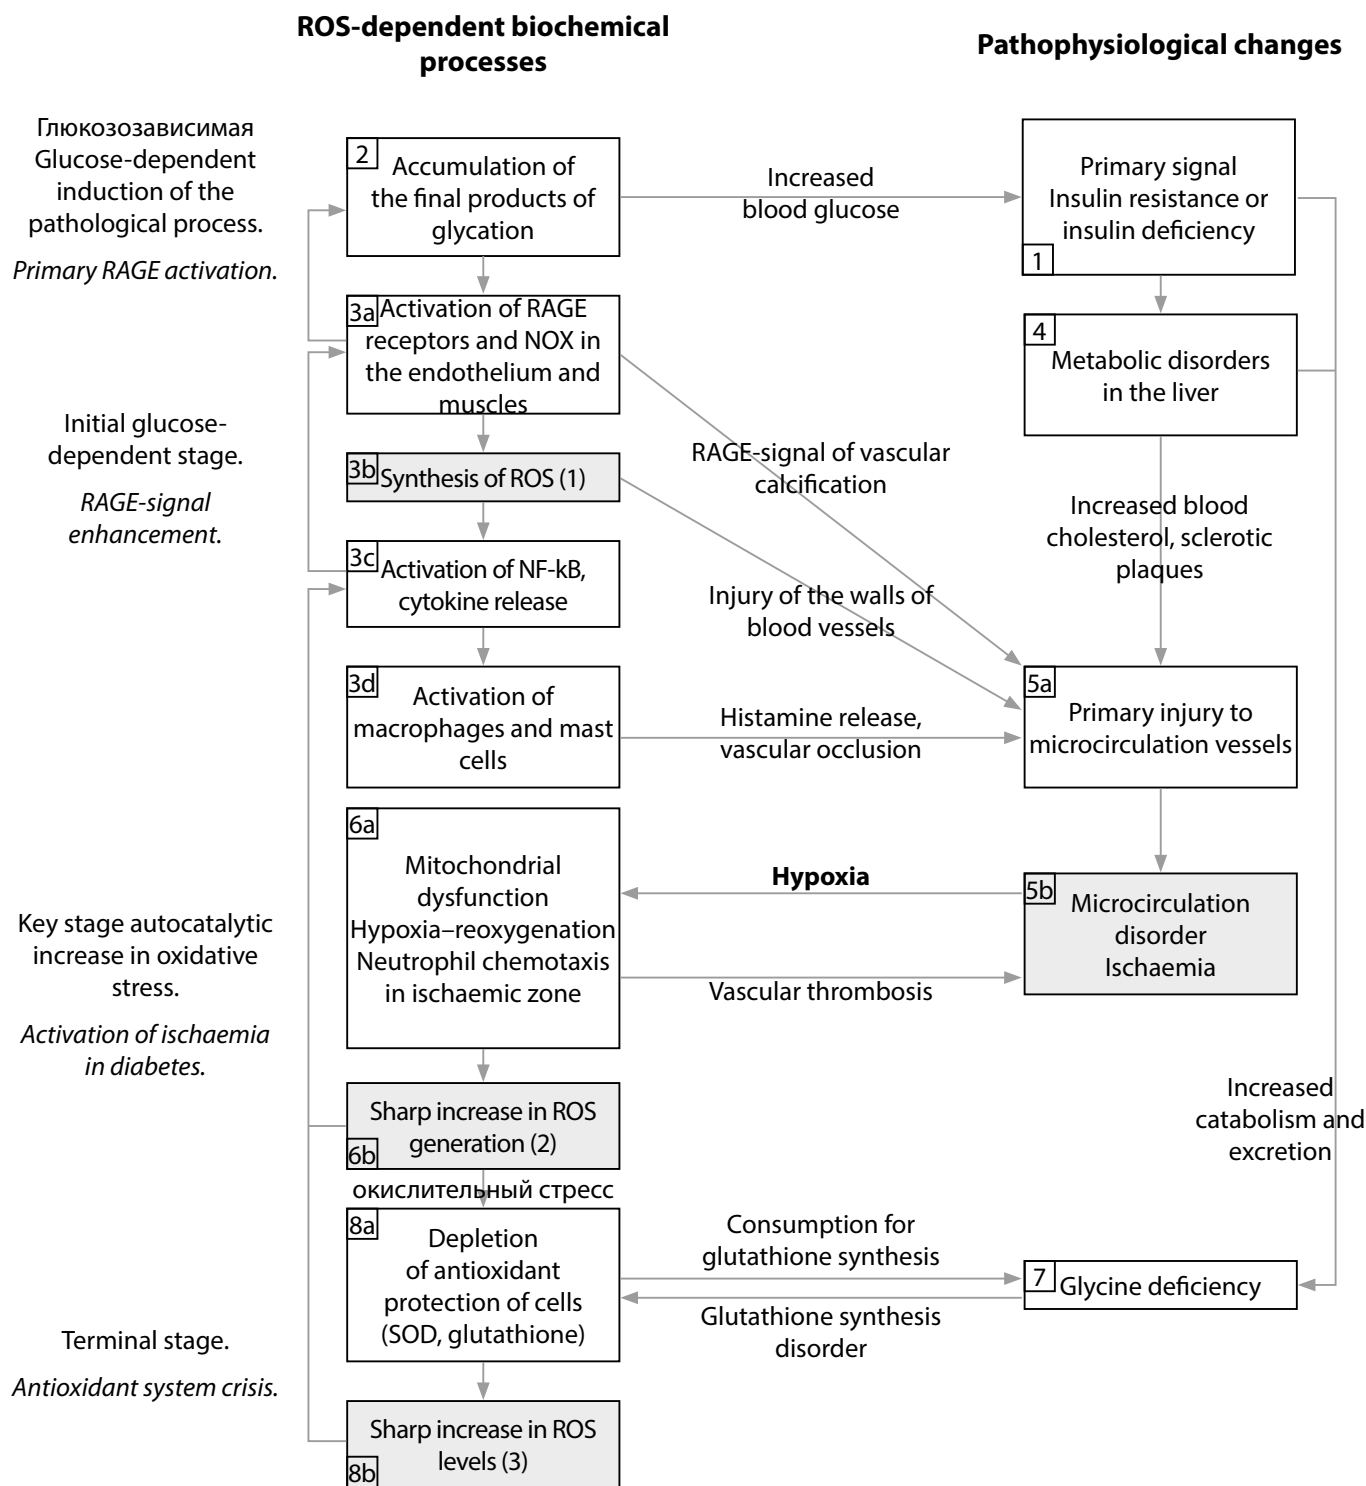 ROS-dependent biochemical
processes
Pathophysiological changes
Глюкозозависимая
Glucose-dependent
induction of the
pathological process.
Primary RAGE activation.
2
Accumulation of
the final products of
glycation
Increased
blood glucose
Primary signal
Insulin resistance or
insulin deficiency
1
3a
Activation of RAGE
receptors and NOX in
the endothelium and
muscles
4
Metabolic disorders
in the liver
Initial glucose-
dependent stage.
RAGE-signal
enhancement.
3b
Synthesis of ROS (1)
RAGE-signal of vascular
calcification
Increased blood
cholesterol, sclerotic
plaques
3c
Activation of NF-kB,
cytokine release
Injury of the walls of
blood vessels
3d
Activation of
macrophages and mast
cells
Histamine release,
vascular occlusion
5a
Primary injury to
microcirculation vessels
6a
Mitochondrial
dysfunction
Hypoxia–reoxygenation
Neutrophil chemotaxis
in ischaemic zone
Hypoxia
Vascular thrombosis
5b
Microcirculation
disorder
Ischaemia
Key stage autocatalytic
increase in oxidative
stress.
Activation of ischaemia
in diabetes.
Sharp increase in ROS
generation (2)
6b
Increased
catabolism and
excretion
окислительный стресс
8a
Depletion
of antioxidant
protection of cells
(SOD, glutathione)
Consumption for
glutathione synthesis
Glutathione synthesis
disorder
7
Glycine deficiency
Terminal stage.
Antioxidant system crisis.
Sharp increase in ROS
levels (3)
8b